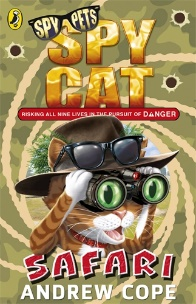 SPY PETS
SPY
CAT
RISKING ALL NINE LIVES IN THE PURSUIT OF DANGER
SAFARI
ANDREW COPE